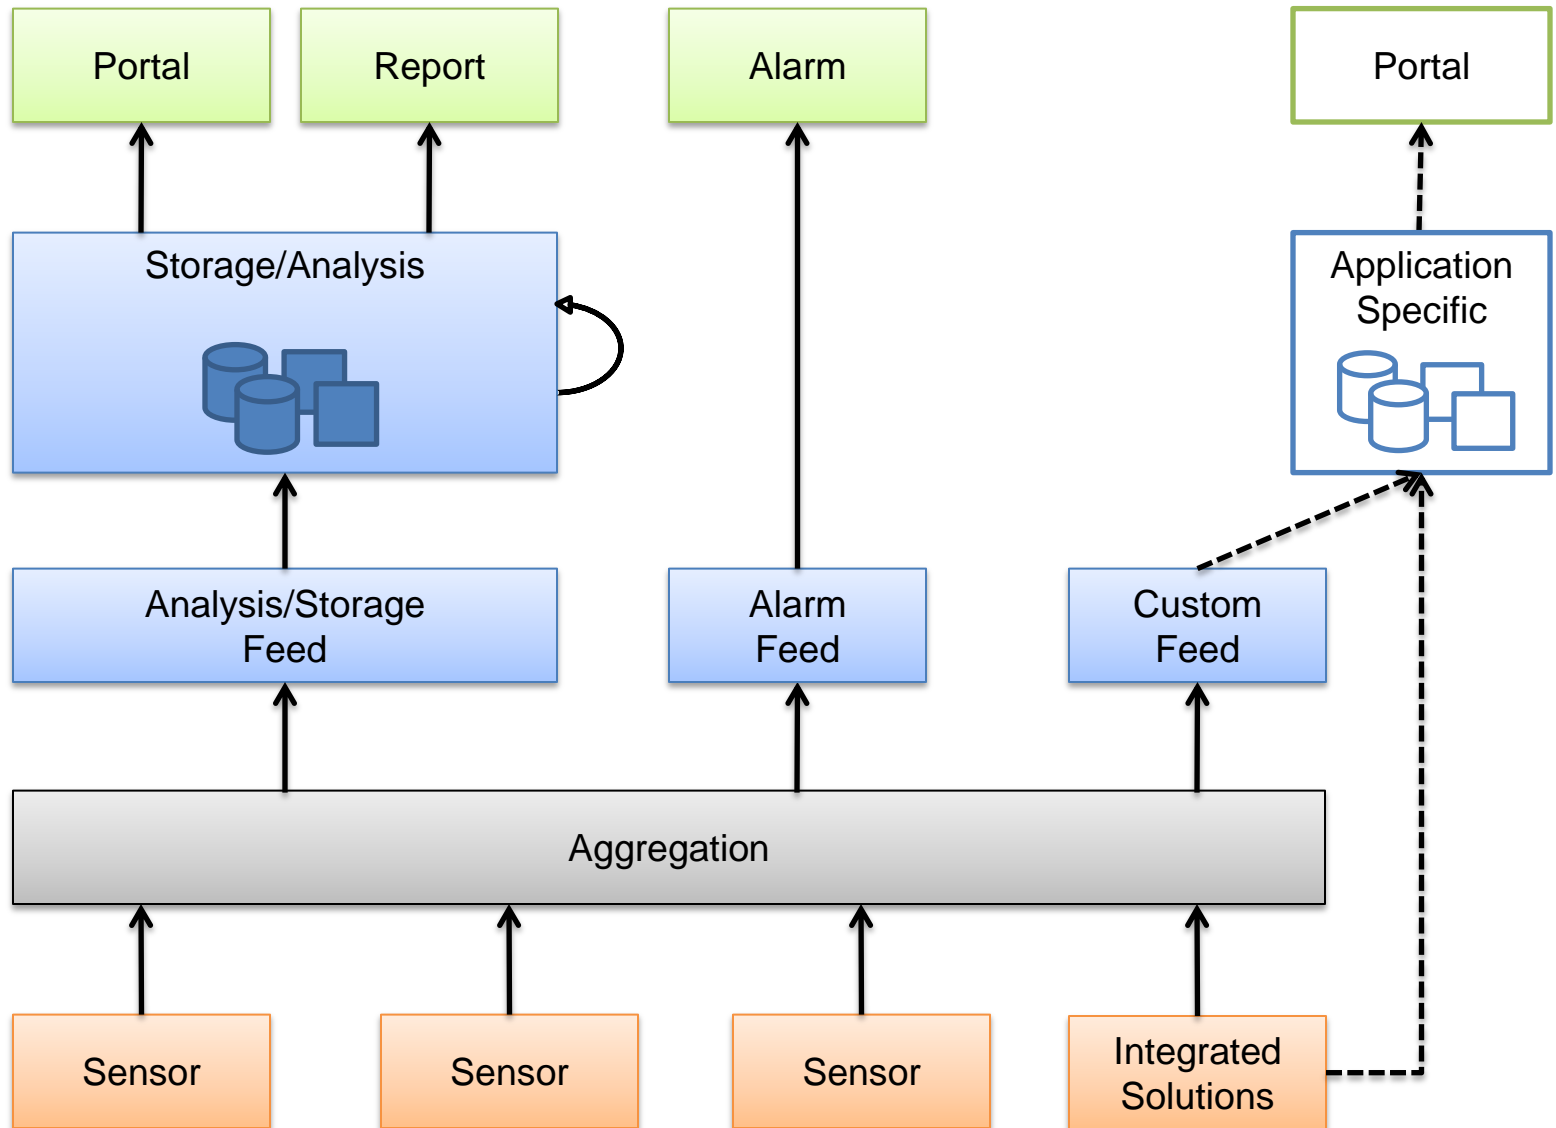 Portal
Report
Alarm
Portal
Storage/Analysis
Application
Specific
Analysis/Storage
Feed
Alarm
Feed
Custom
Feed
Aggregation
Sensor
Sensor
Sensor
Integrated
Solutions